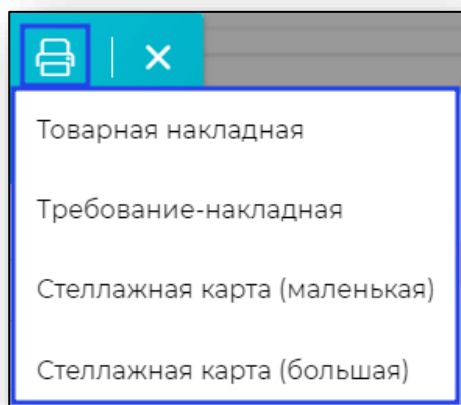 Товарная накладная
Требование-накладная
Стеллажная карта (маленькая)
Стеллажная карта (большая)